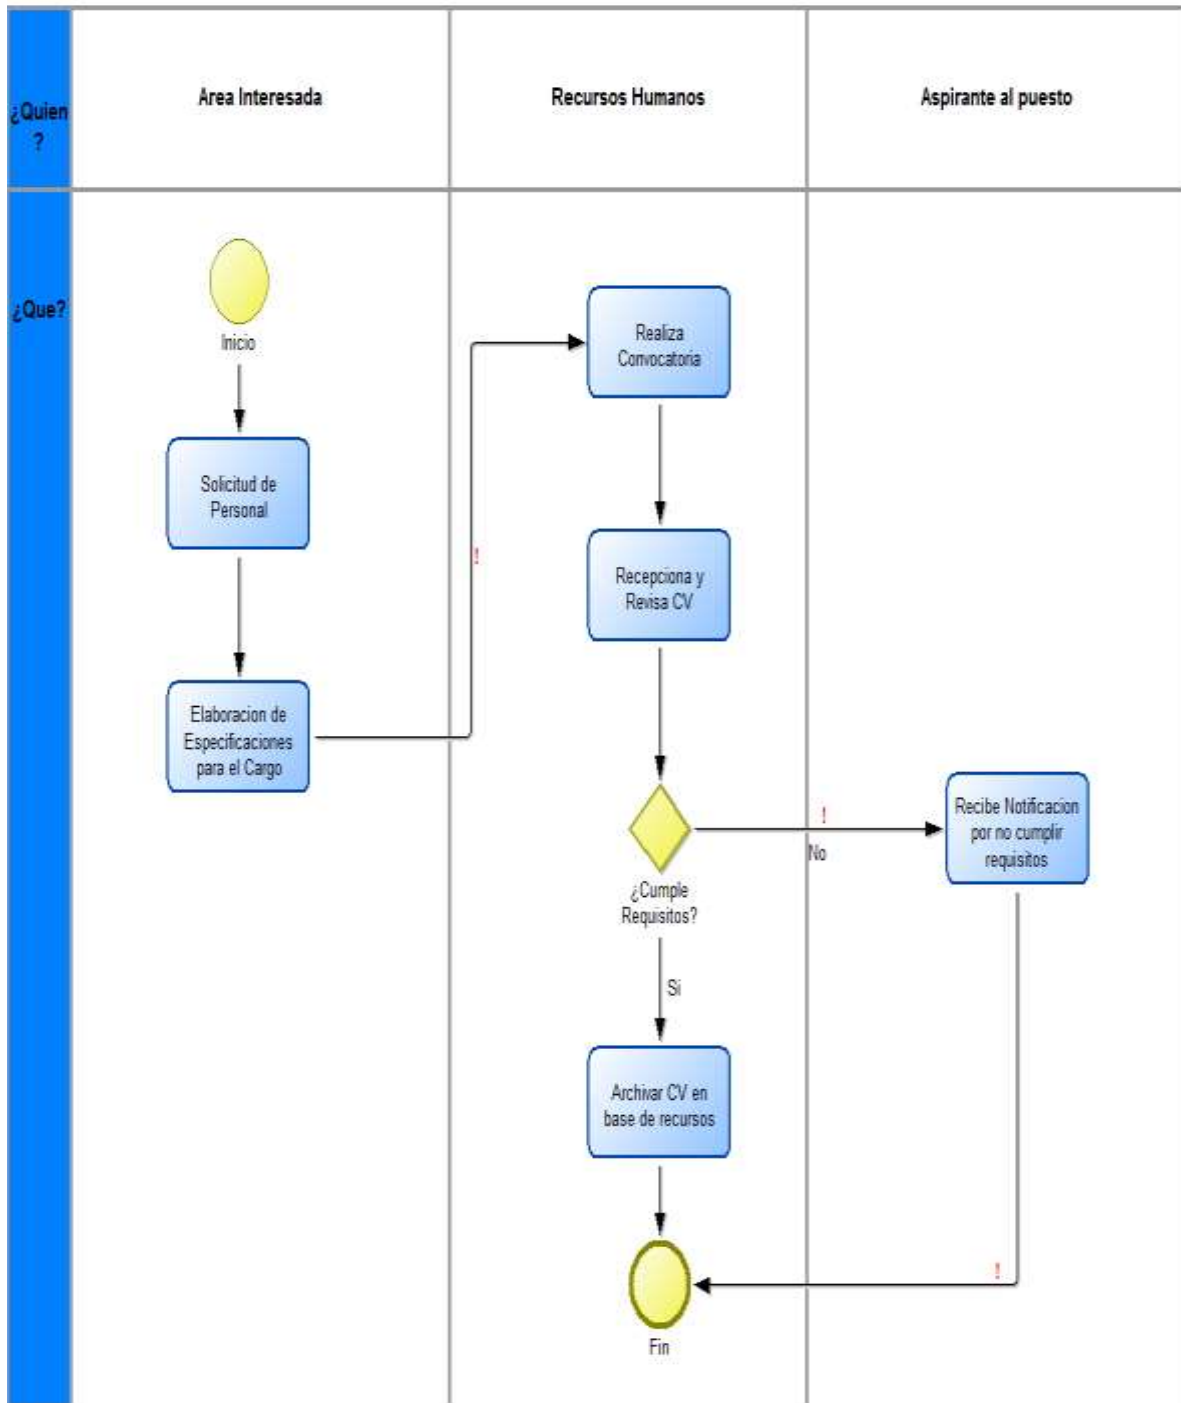 ¿Quien
?
Area Interesada
Recursos Humanos
Aspirante al puesto
¿Que?
Inicio
Solicitud de
Personal
Elaboracion de
Especificaciones
para el Cargo
!
Realiza
Convocatoria
Recepciona y
Revisa CV
¿Cumple
Requisitos?
!
No
Recibe Notificacion
por no cumplir
requisitos
Si
Archivar CV en
base de recursos
!
Fin